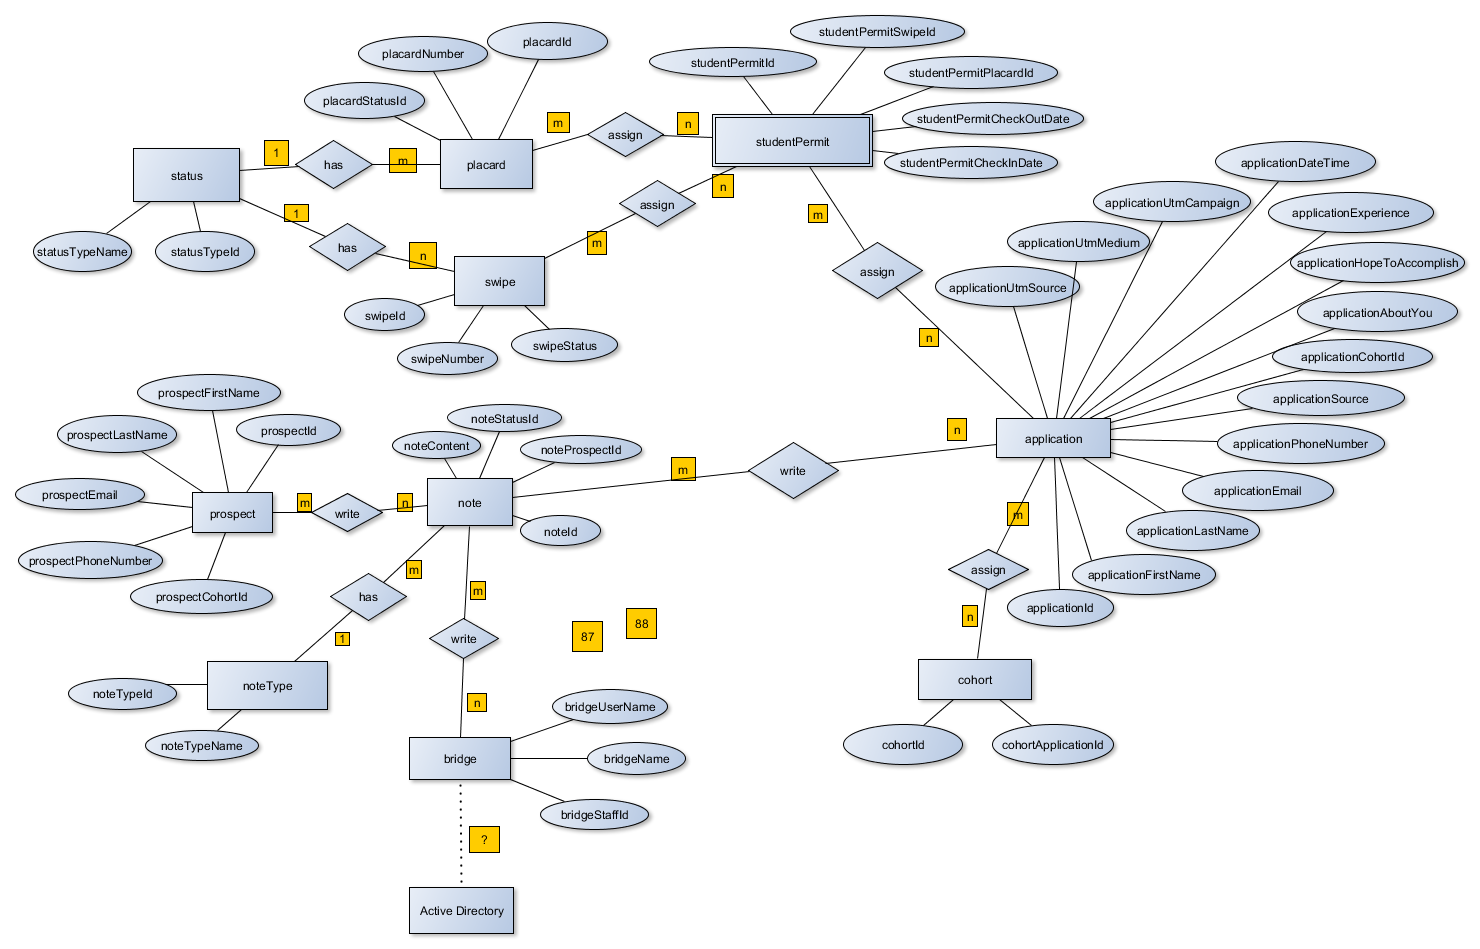 placardId
studentPermitSwipeId
placardNumber
studentPermitId
studentPermitPlacardId
placardStatusId
studentPermitCheckOutDate
m
n
assign
studentPermit
1
has
m
placard
studentPermitCheckInDate
applicationDateTime
status
n
assign
applicationUtmCampaign
1
m
m
applicationExperience
statusTypeName
statusTypeId
has
n
applicationUtmMedium
assign
applicationHopeToAccomplish
swipe
applicationUtmSource
swipeId
applicationAboutYou
n
swipeStatus
swipeNumber
applicationCohortId
prospectFirstName
applicationSource
noteStatusId
prospectLastName
prospectId
noteContent
noteProspectId
n
application
applicationPhoneNumber
m
write
prospectEmail
applicationEmail
m
n
note
prospect
write
m
noteId
applicationLastName
prospectPhoneNumber
m
assign
applicationFirstName
prospectCohortId
has
m
applicationId
n
88
87
1
write
noteType
cohort
noteTypeId
n
bridgeUserName
noteTypeName
cohortId
cohortApplicationId
bridge
bridgeName
bridgeStaffId
?
Active Directory